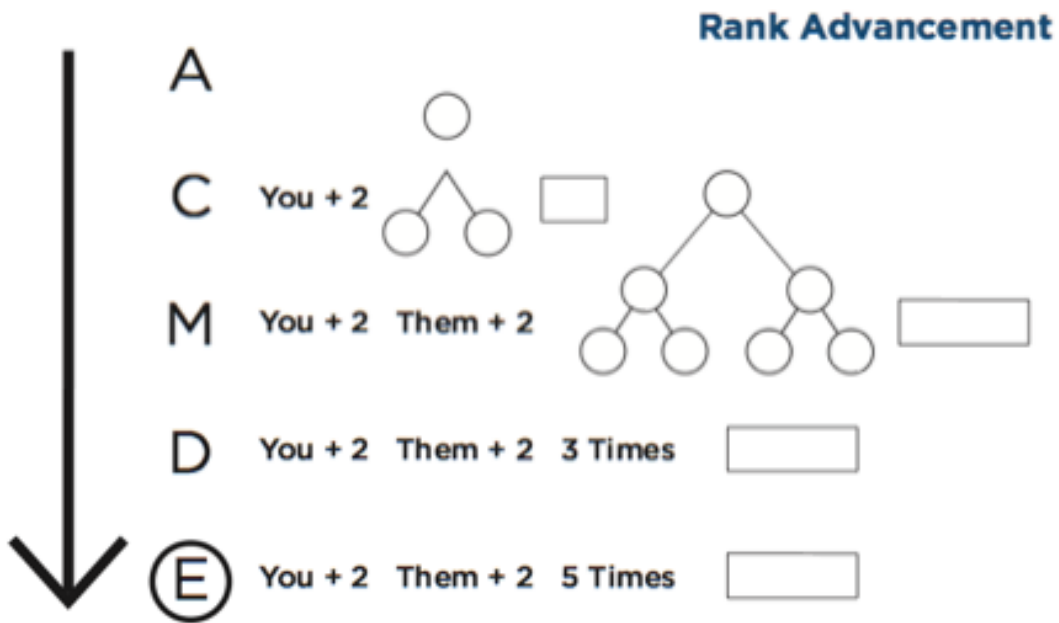 Rank Advancement
A
C You + 2
M You + 2 Them + 2
D You + 2 Them + 2 3 Times
E You + 2 Them + 2 5 Times